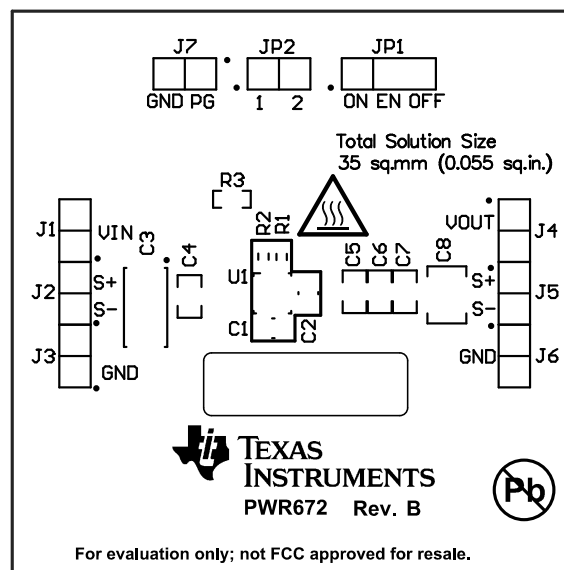 J7 JP2 JP1
GND PG 1 2 ON EN OFF
Total Solution Size
35 sq.mm (0.055 sq.in.)
R3
J1 VIN C3 C4 R2 R1 C5 C6 C7 C8 VOUT J4
J2 S+ U1 S+ J5
S- S-
C1 C2
J3 GND GND J6
TEXAS
INSTRUMENTS
PWR672 Rev. B
Pb
For evaluation only; not FCC approved for resale.